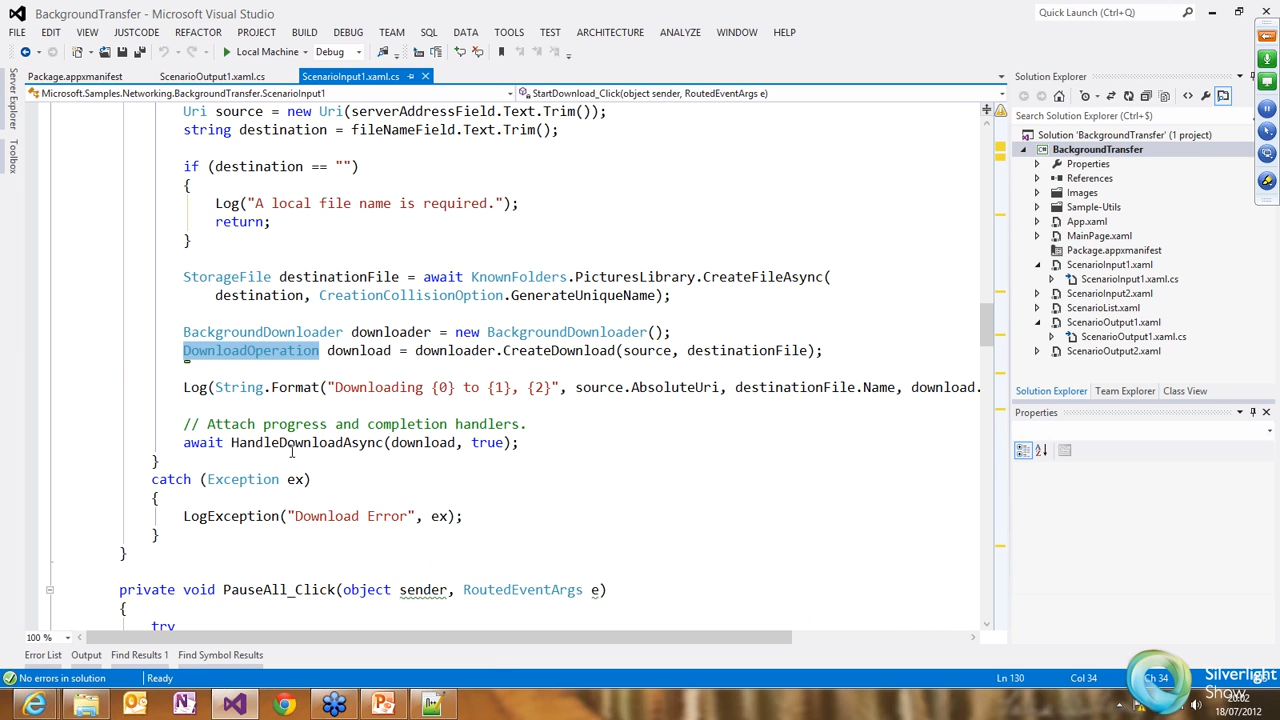 BackgroundTransfer - Microsoft Visual Studio
Quick Launch (Ctrl+Q)
FILE EDIT VIEW JUSTCODE REFACTOR PROJECT BUILD DEBUG TEAM SQL DATA TOOLS TEST ARCHITECTURE ANALYZE WINDOW HELP
Local Machine Debug
Server Explorer
Toolbox
Package.appxmanifest ScenarioOutput1.xaml.cs ScenarioInput1.xaml.cs
Microsoft.Samples.Networking.BackgroundTransfer.ScenarioInput1 StartDownload_Click(object sender, RoutedEventArgs e)
Uri source = new Uri(serverAddressField.Text.Trim());
string destination = fileNameField.Text.Trim();
if (destination == "")
{
Log("A local file name is required.");
return;
}
StorageFile destinationFile = await KnownFolders.PicturesLibrary.CreateFileAsync(
destination, CreationCollisionOption.GenerateUniqueName);
BackgroundDownloader downloader = new BackgroundDownloader();
DownloadOperation download = downloader.CreateDownload(source, destinationFile);
Log(String.Format("Downloading {0} to {1}, {2}", source.AbsoluteUri, destinationFile.Name, download.
// Attach progress and completion handlers.
await HandleDownloadAsync(download, true);
}
catch (Exception ex)
{
LogException("Download Error", ex);
}
}
private void PauseAll_Click(object sender, RoutedEventArgs e)
{
try
100 %
Solution Explorer
Search Solution Explorer (Ctrl+$)
Solution 'BackgroundTransfer' (1 project)
BackgroundTransfer
Properties
References
Images
Sample-Utils
App.xaml
MainPage.xaml
Package.appxmanifest
ScenarioInput1.xaml
ScenarioInput1.xaml.cs
ScenarioInput2.xaml
ScenarioList.xaml
ScenarioOutput1.xaml
ScenarioOutput1.xaml.cs
ScenarioOutput2.xaml
Solution Explorer Team Explorer Class View
Properties
Error List Output Find Results 1 Find Symbol Results
No errors in solution Ready Ln 130 Col 34 Ch 34
Silverlight
Show
20:02
18/07/2012